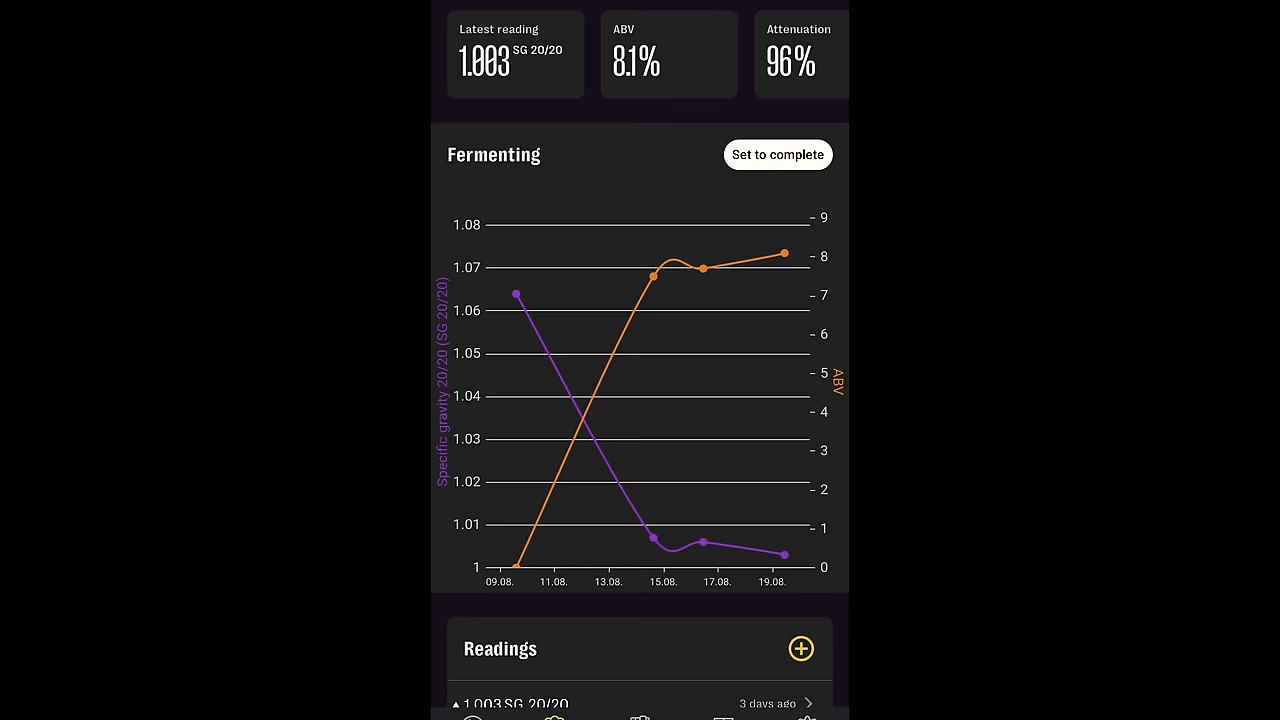 Latest reading
1.003 SG 20/20
ABV
8.1%
Attenuation
96%
Fermenting
Set to complete
Specific gravity 20/20 (SG 20/20)
1.08
1.07
1.06
1.05
1.04
1.03
1.02
1.01
1
9
8
7
6
5
4
3
2
1
0
ABV
09.08.
11.08.
13.08.
15.08.
17.08.
19.08.
Readings
1.003 SG 20/20
3 days ago